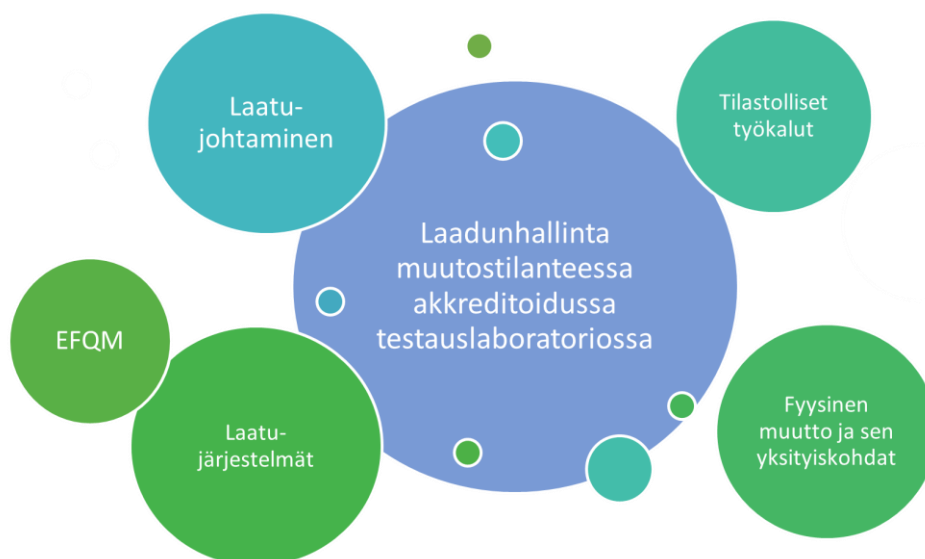 Laatu-
johtaminen
Tilastolliset
työkalut
Laadunhallinta
muutostilanteessa
akkreditoidussa
testauslaboratoriossa
EFQM
Laatu-
järjestelmät
Fyysinen
muutto ja sen
yksityiskohdat